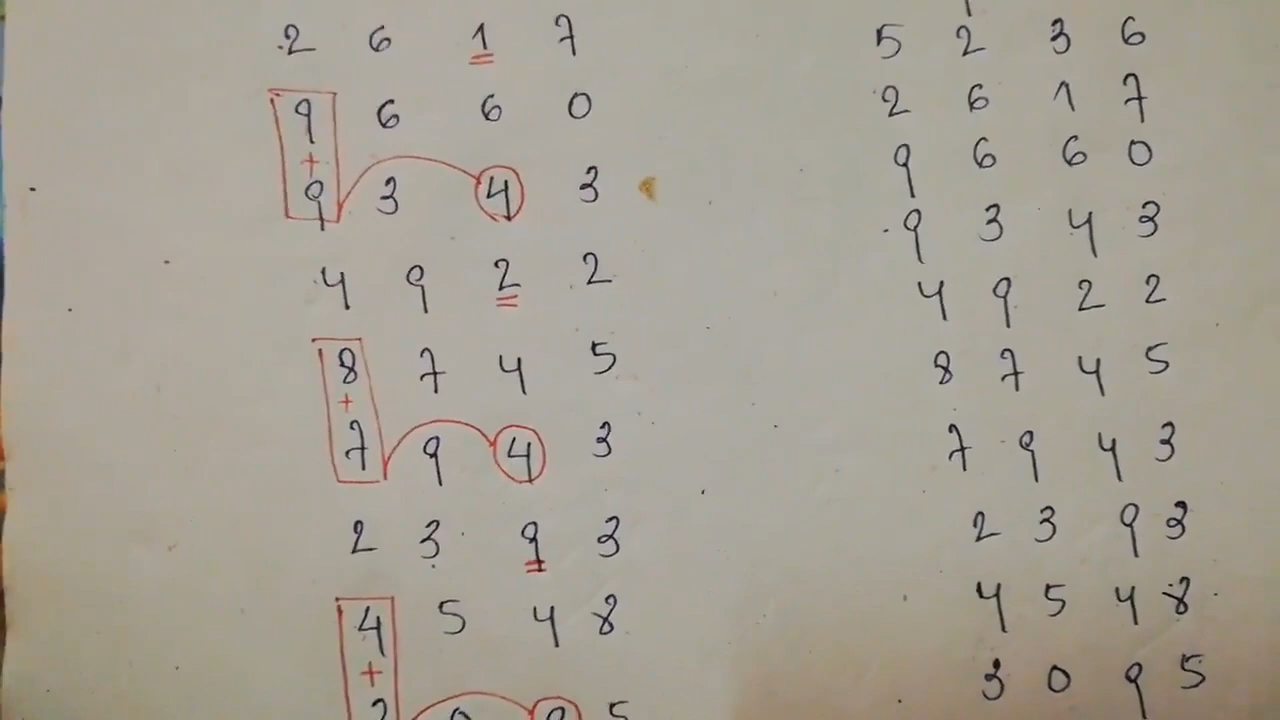 2 6 1 7
9 6 6 0
+
9 3 4 3
4 9 2 2
8 7 4 5
+
7 9 4 3
2 3 9 3
4 5 4 8
+
5 2 3 6
2 6 1 7
9 6 6 0
9 3 4 3
4 9 2 2
8 7 4 5
7 9 4 3
2 3 9 3
4 5 4 8
3 0 9 5